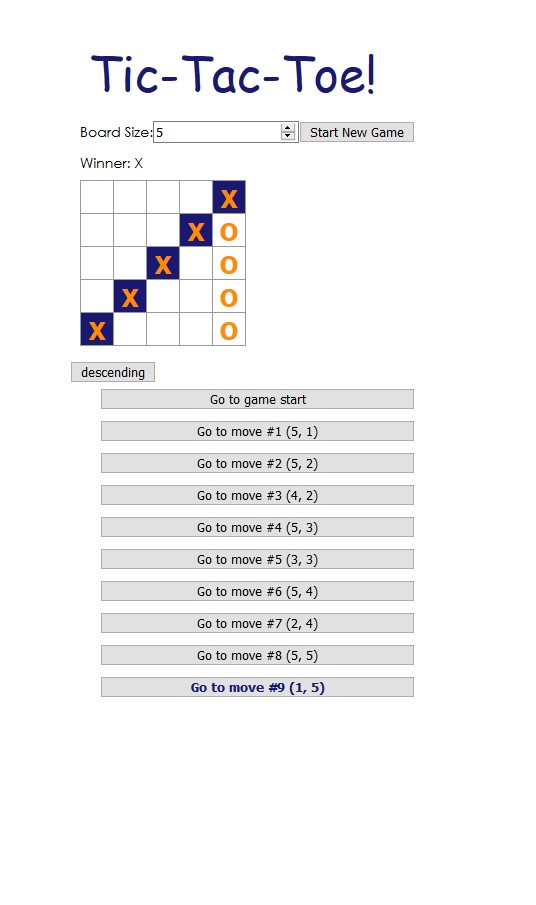 Tic-Tac-Toe!
Board Size: 5 Start New Game
Winner: X
X
X O
X O
X O
X O
descending
Go to game start
Go to move #1 (5, 1)
Go to move #2 (5, 2)
Go to move #3 (4, 2)
Go to move #4 (5, 3)
Go to move #5 (3, 3)
Go to move #6 (5, 4)
Go to move #7 (2, 4)
Go to move #8 (5, 5)
Go to move #9 (1, 5)